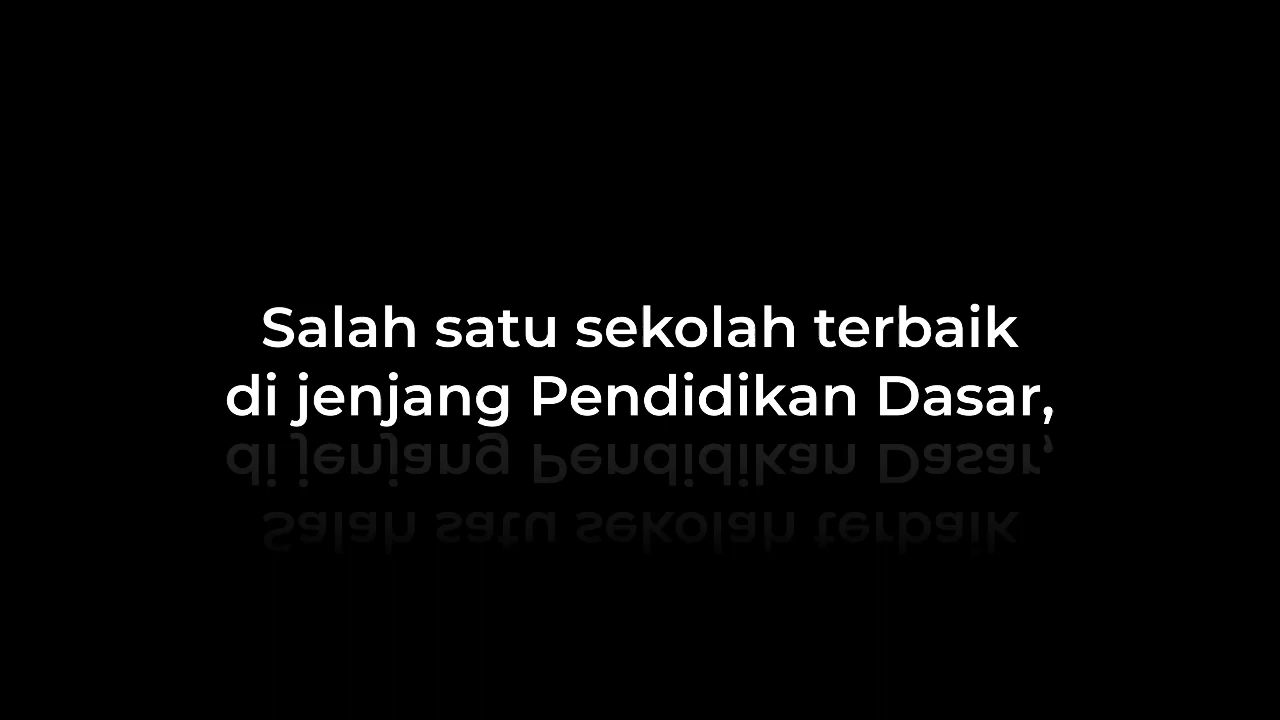 Salah satu sekolah terbaik
di jenjang Pendidikan Dasar,